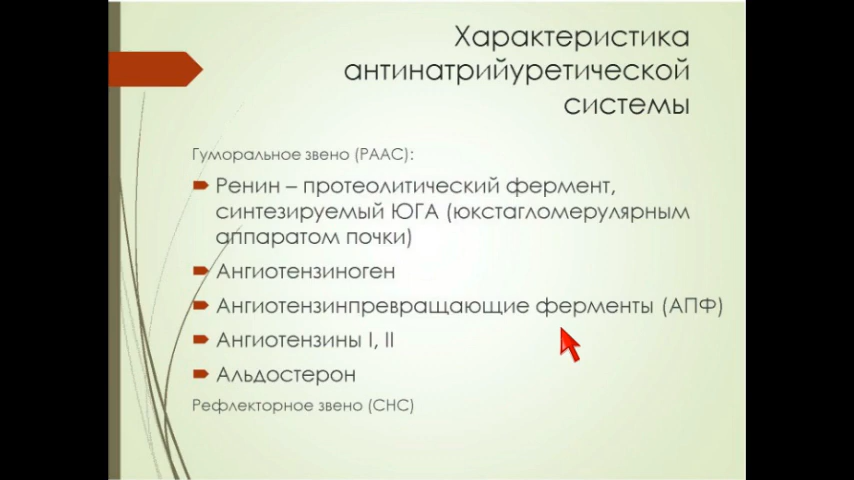 Характеристика
антинатрийуретической
системы
Гуморальное звено (РААС):
Ренин – протеолитический фермент,
синтезируемый ЮГА (юкстагломерулярным
аппаратом почки)
Ангиотензиноген
Ангиотензинпревращающие ферменты (АПФ)
Ангиотензины I, II
Альдостерон
Рефлекторное звено (СНС)